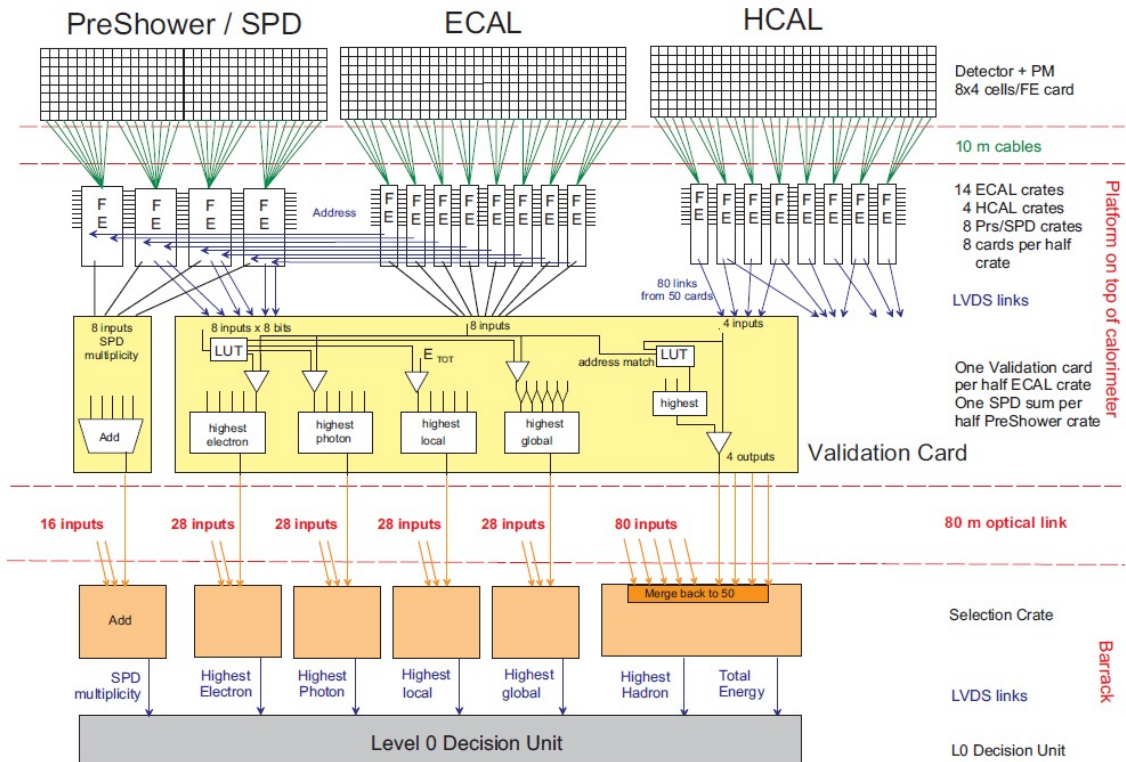 PreShower / SPD
ECAL
HCAL
Detector + PM
8x4 cells/FE card
10 m cables
F
E
F
E
F
E
F
E
Address
F
E
F
E
F
E
F
E
F
E
F
E
F
E
F
E
F
E
F
E
F
E
F
E
F
E
F
E
F
E
F
E
14 ECAL crates
4 HCAL crates
8 Prs/SPD crates
8 cards per half
crate
Platform on top of calorimeter
80 links
from 50 cards
LVDS links
8 inputs
SPD
multiplicity
8 inputs x 8 bits
8 inputs
4 inputs
LUT
E TOT
address match
LUT
highest
Add
highest
electron
highest
photon
highest
local
highest
global
4 outputs
One Validation card
per half ECAL crate
One SPD sum per
half PreShower crate
Validation Card
16 inputs
28 inputs
28 inputs
28 inputs
28 inputs
80 inputs
80 m optical link
Add
Merge back to 50
Selection Crate
SPD
multiplicity
Highest
Electron
Highest
Photon
Highest
local
Highest
global
Highest
Hadron
Total
Energy
LVDS links
Barrack
Level 0 Decision Unit
L0 Decision Unit